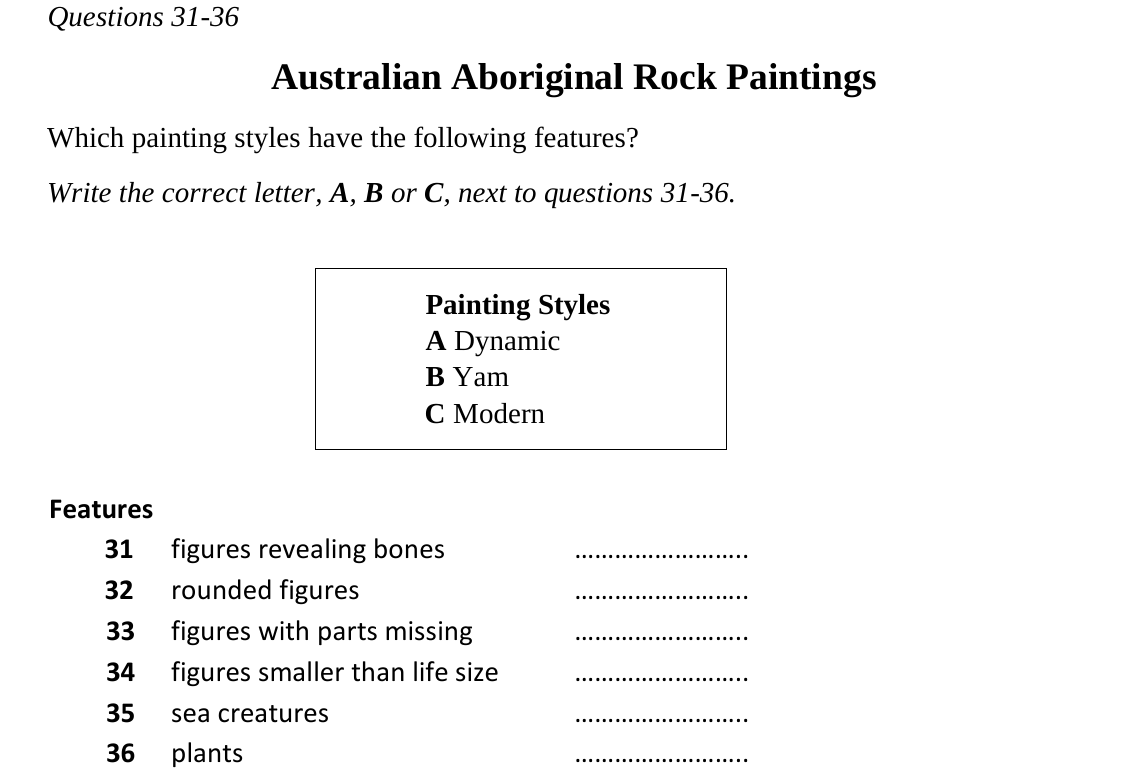 Questions 31-36
Australian Aboriginal Rock Paintings
Which painting styles have the following features?
Write the correct letter, A, B or C, next to questions 31-36.
Painting Styles
A Dynamic
B Yam
C Modern
Features
31 figures revealing bones ..........................
32 rounded figures ..........................
33 figures with parts missing ..........................
34 figures smaller than life size ..........................
35 sea creatures ..........................
36 plants ..........................